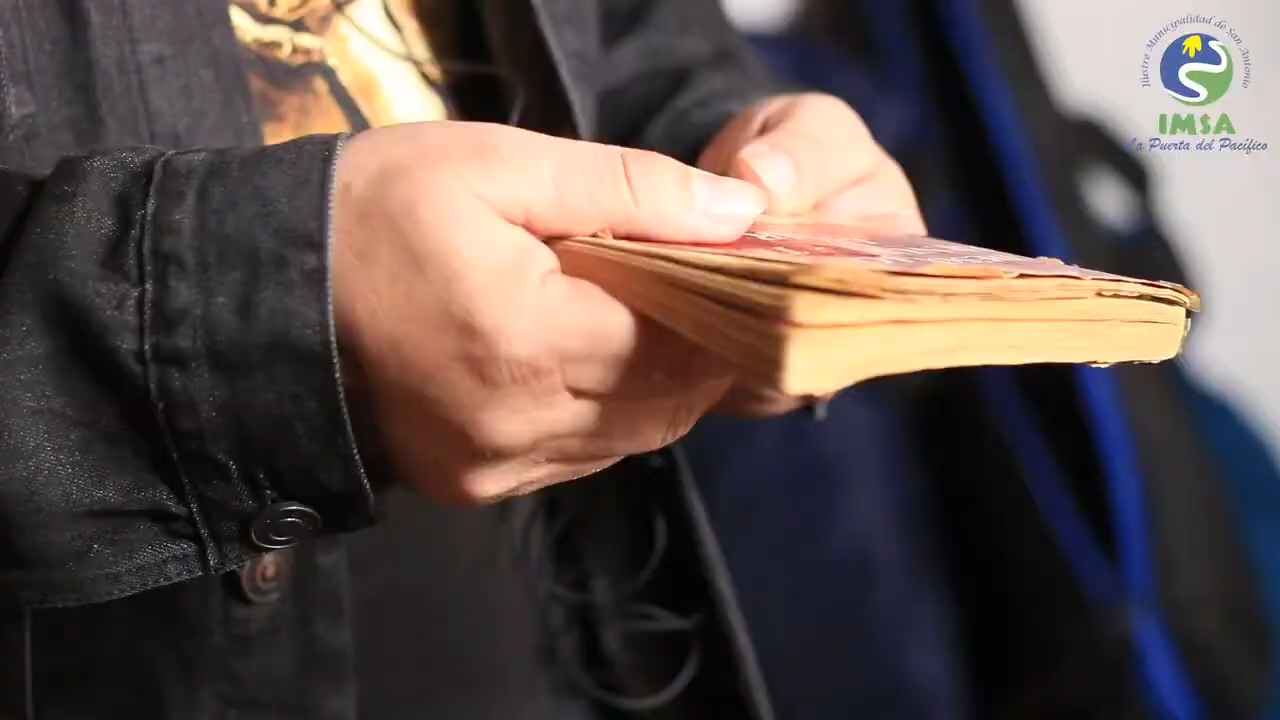 Ilustre Municipalidad de San Antonio
IMSA
La Puerta del Pacífico